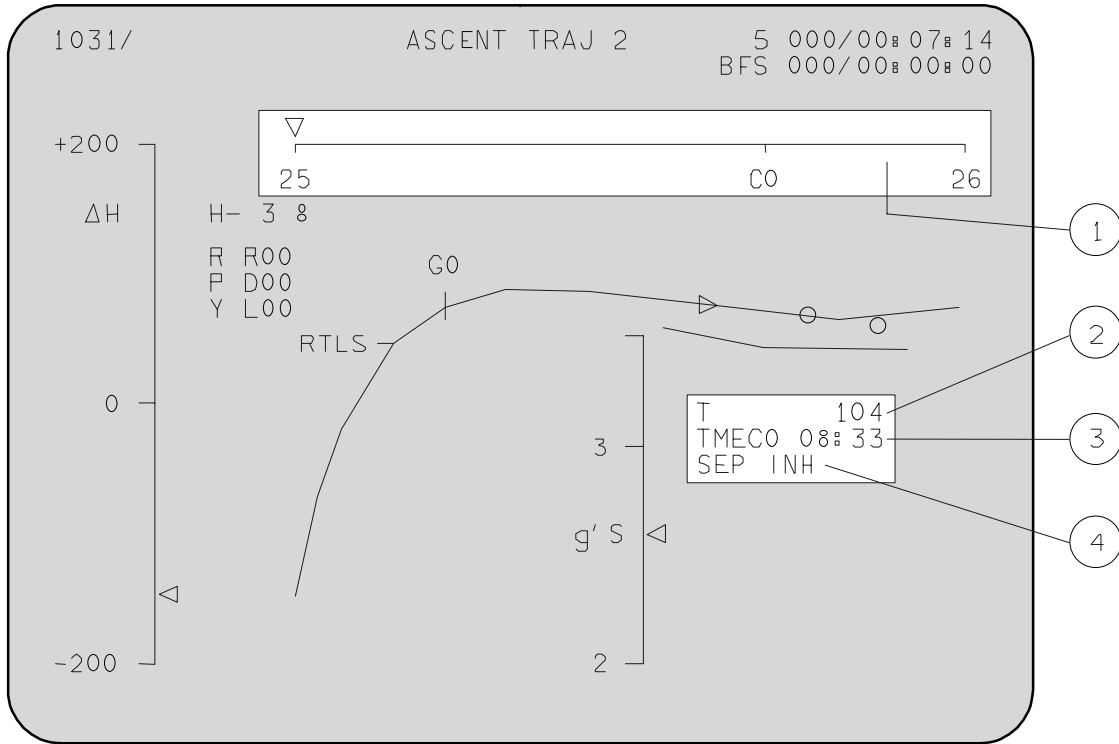 1031/ ASCENT TRAJ 2 5 000/00:07:14
BFS 000/00:00:00
+200
25 CO 26
ΔH H- 3 8
R R00
P D00
Y L00
GO
RTLS
0
T 104
TMECO 08:33
SEP INH
3
g'S
-200
2
1
2
3
4